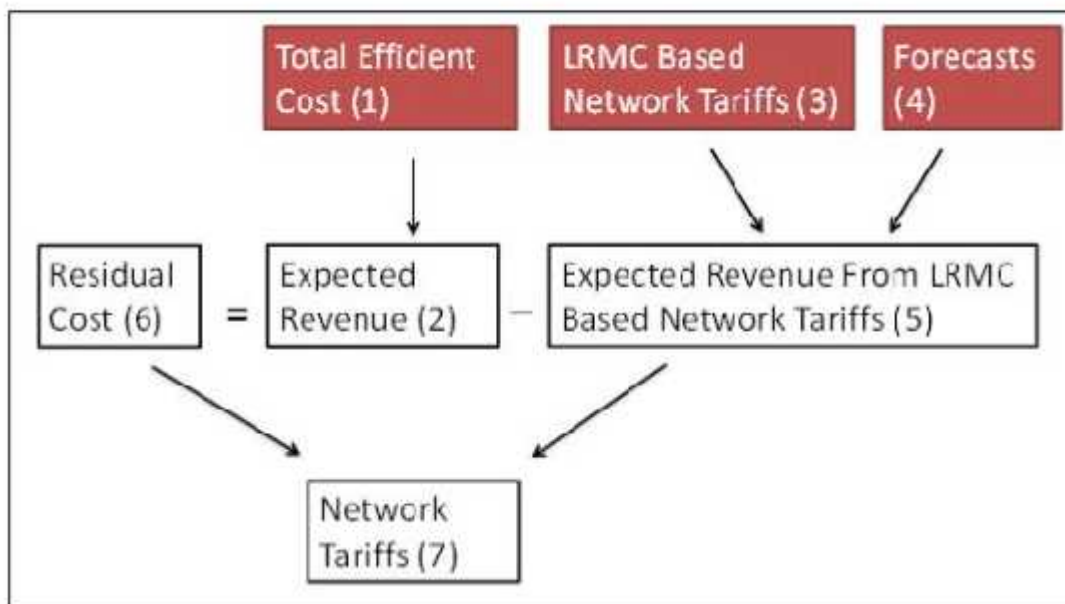 Total Efficient
Cost (1)
LRMC Based
Network Tariffs (3)
Forecasts
(4)
Residual
Cost (6)
=
Expected
Revenue (2)
–
Expected Revenue From LRMC
Based Network Tariffs (5)
Network
Tariffs (7)